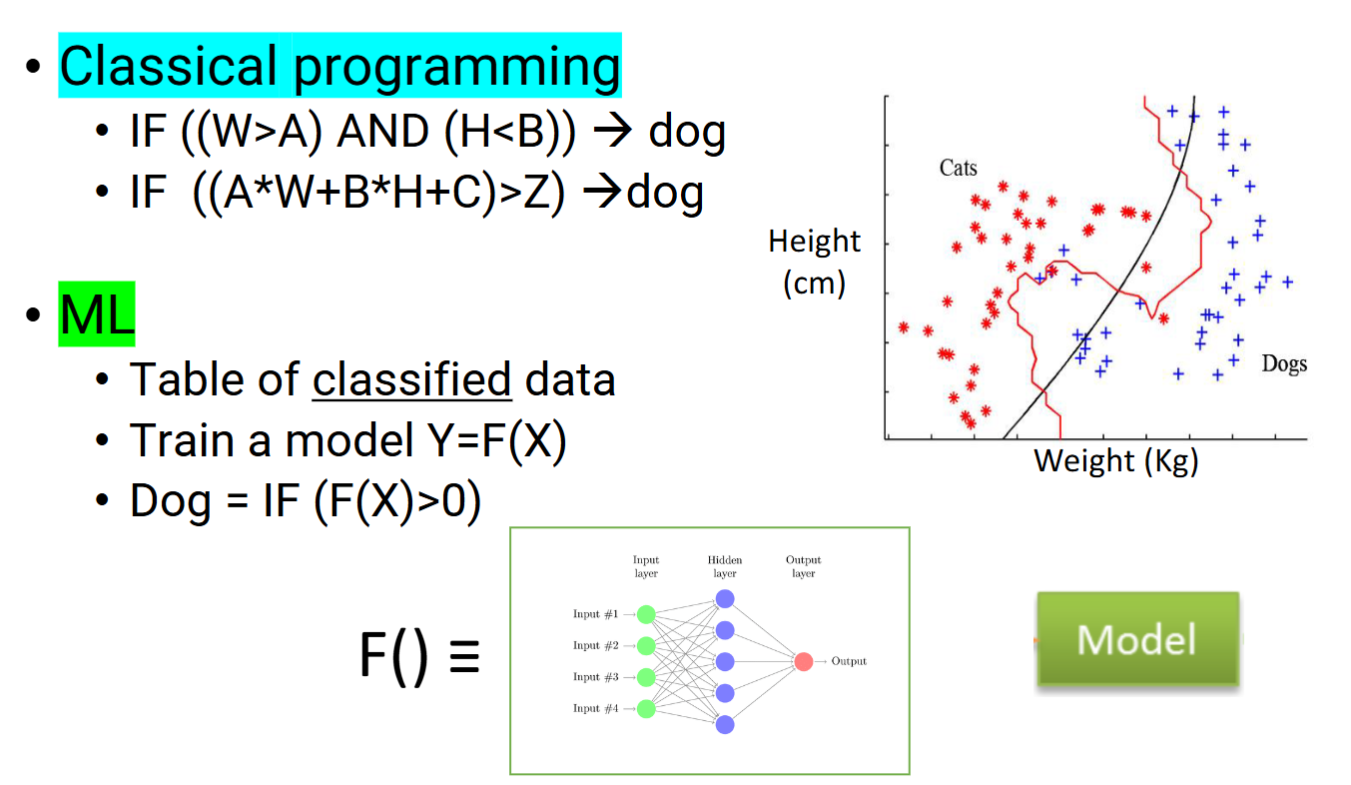 • Classical programming
• IF ((W>A) AND (H<B)) → dog
• IF ((A*W+B*H+C)>Z) →dog
• ML
• Table of classified data
• Train a model Y=F(X)
• Dog = IF (F(X)>0)
Cats
Height
(cm)
Dogs
Weight (Kg)
F() ≡
Input
layer
Hidden
layer
Output
layer
Input #1
Input #2
Input #3
Input #4
Output
Model